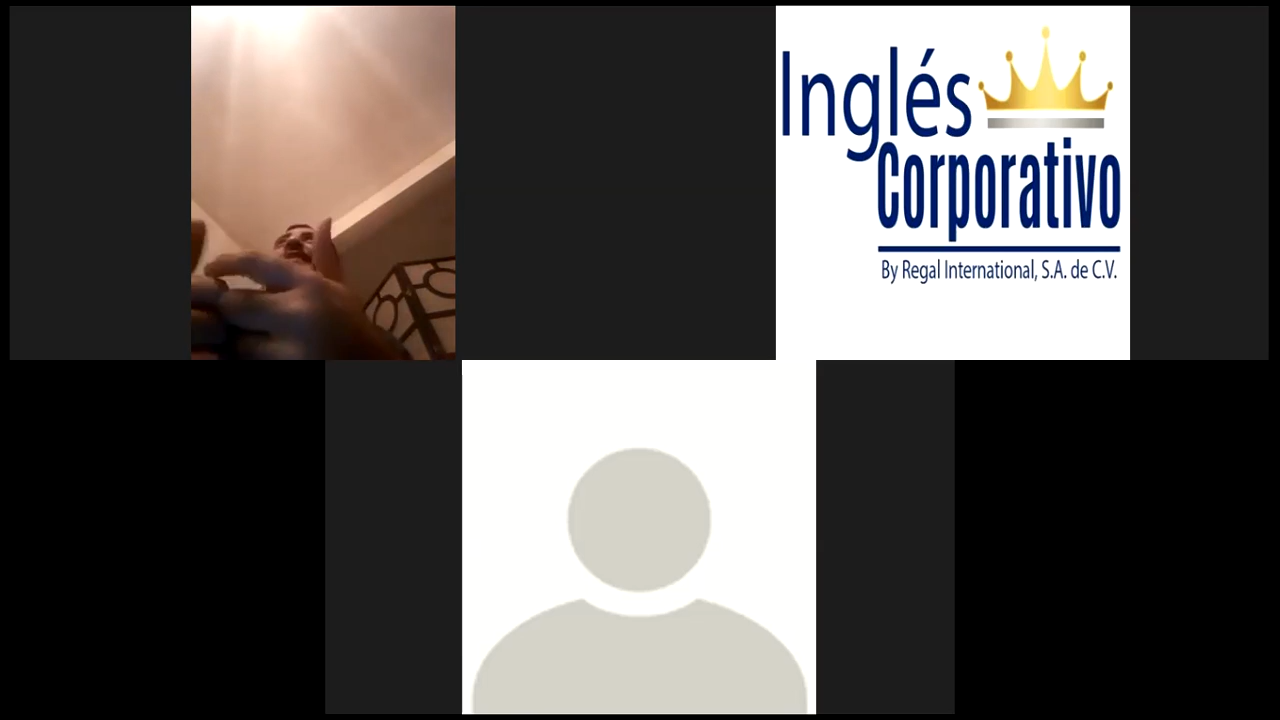 Inglés
Corporativo
By Regal International, S.A. de C.V.